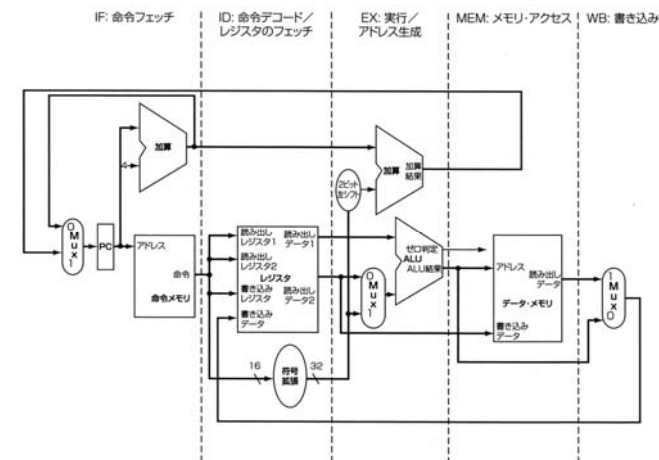 IF: 命令フェッチ
ID: 命令デコード/
レジスタのフェッチ
EX: 実行/
アドレス生成
MEM: メモリ・アクセス
WB: 書き込み
加算
4
0
Mux
1
PC
アドレス
命令
命令メモリ
読み出し
レジスタ1
読み出し
レジスタ2
書き込み
レジスタ
書き込み
データ
読み出し
データ1
レジスタ
読み出し
データ2
16
符号
拡張
32
2ビット
左シフト
加算
加算
結果
0
Mux
1
ゼロ判定
ALU
ALU結果
アドレス
読み出し
データ
データ・メモリ
書き込み
データ
1
Mux
0